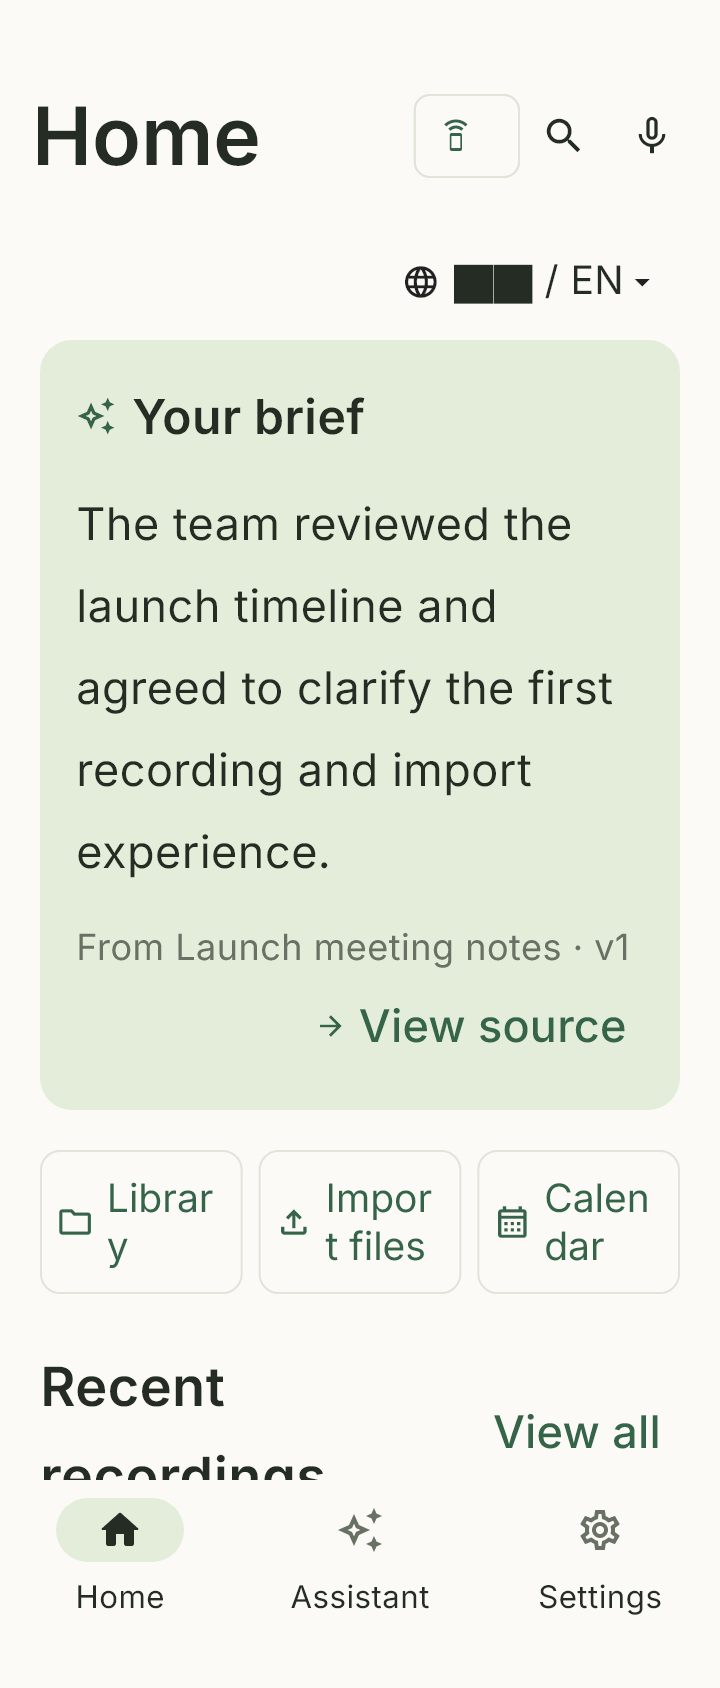 Home
/ EN
Your brief
The team reviewed the
launch timeline and
agreed to clarify the first
recording and import
experience.
From Launch meeting notes · v1
View source
Librar
y
Impor
t files
Calen
dar
Recent
recordings
View all
Home
Assistant
Settings